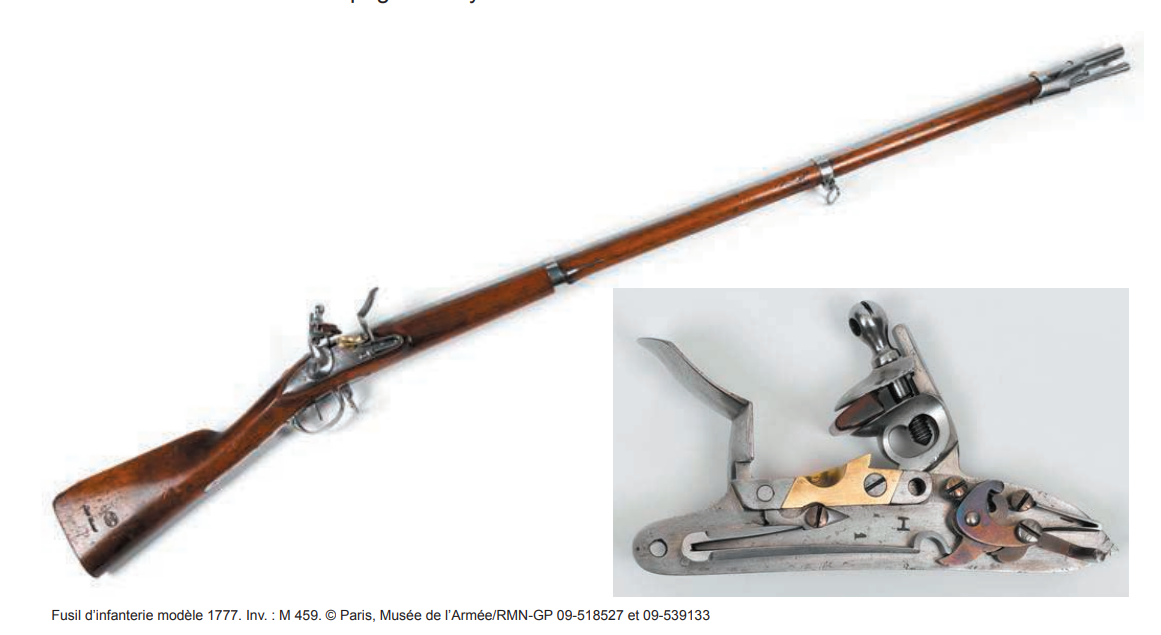 Fusil d’infanterie modèle 1777. Inv. : M 459. © Paris, Musée de l’Armée/RMN-GP 09-518527 et 09-539133